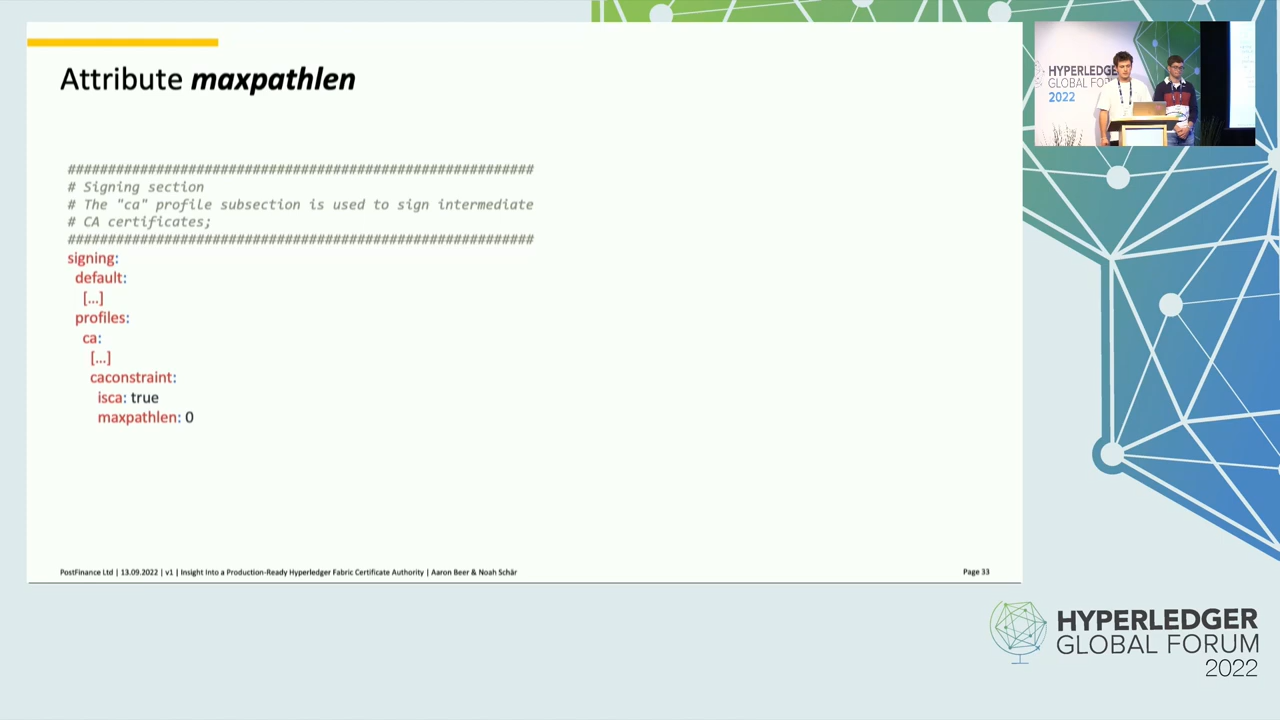 Attribute maxpathlen
##########################################################
# Signing section
# The "ca" profile subsection is used to sign intermediate
# CA certificates;
##########################################################
signing:
default:
[...]
profiles:
ca:
[...]
caconstraint:
isca: true
maxpathlen: 0
PostFinance Ltd | 13.09.2022 | v1 | Insight Into a Production-Ready Hyperledger Fabric Certificate Authority | Aaron Beer & Noah Schär
Page 33
HYPERLEDGER
GLOBAL FORUM
2022
HYPERLEDGER
GLOBAL FORUM
2022